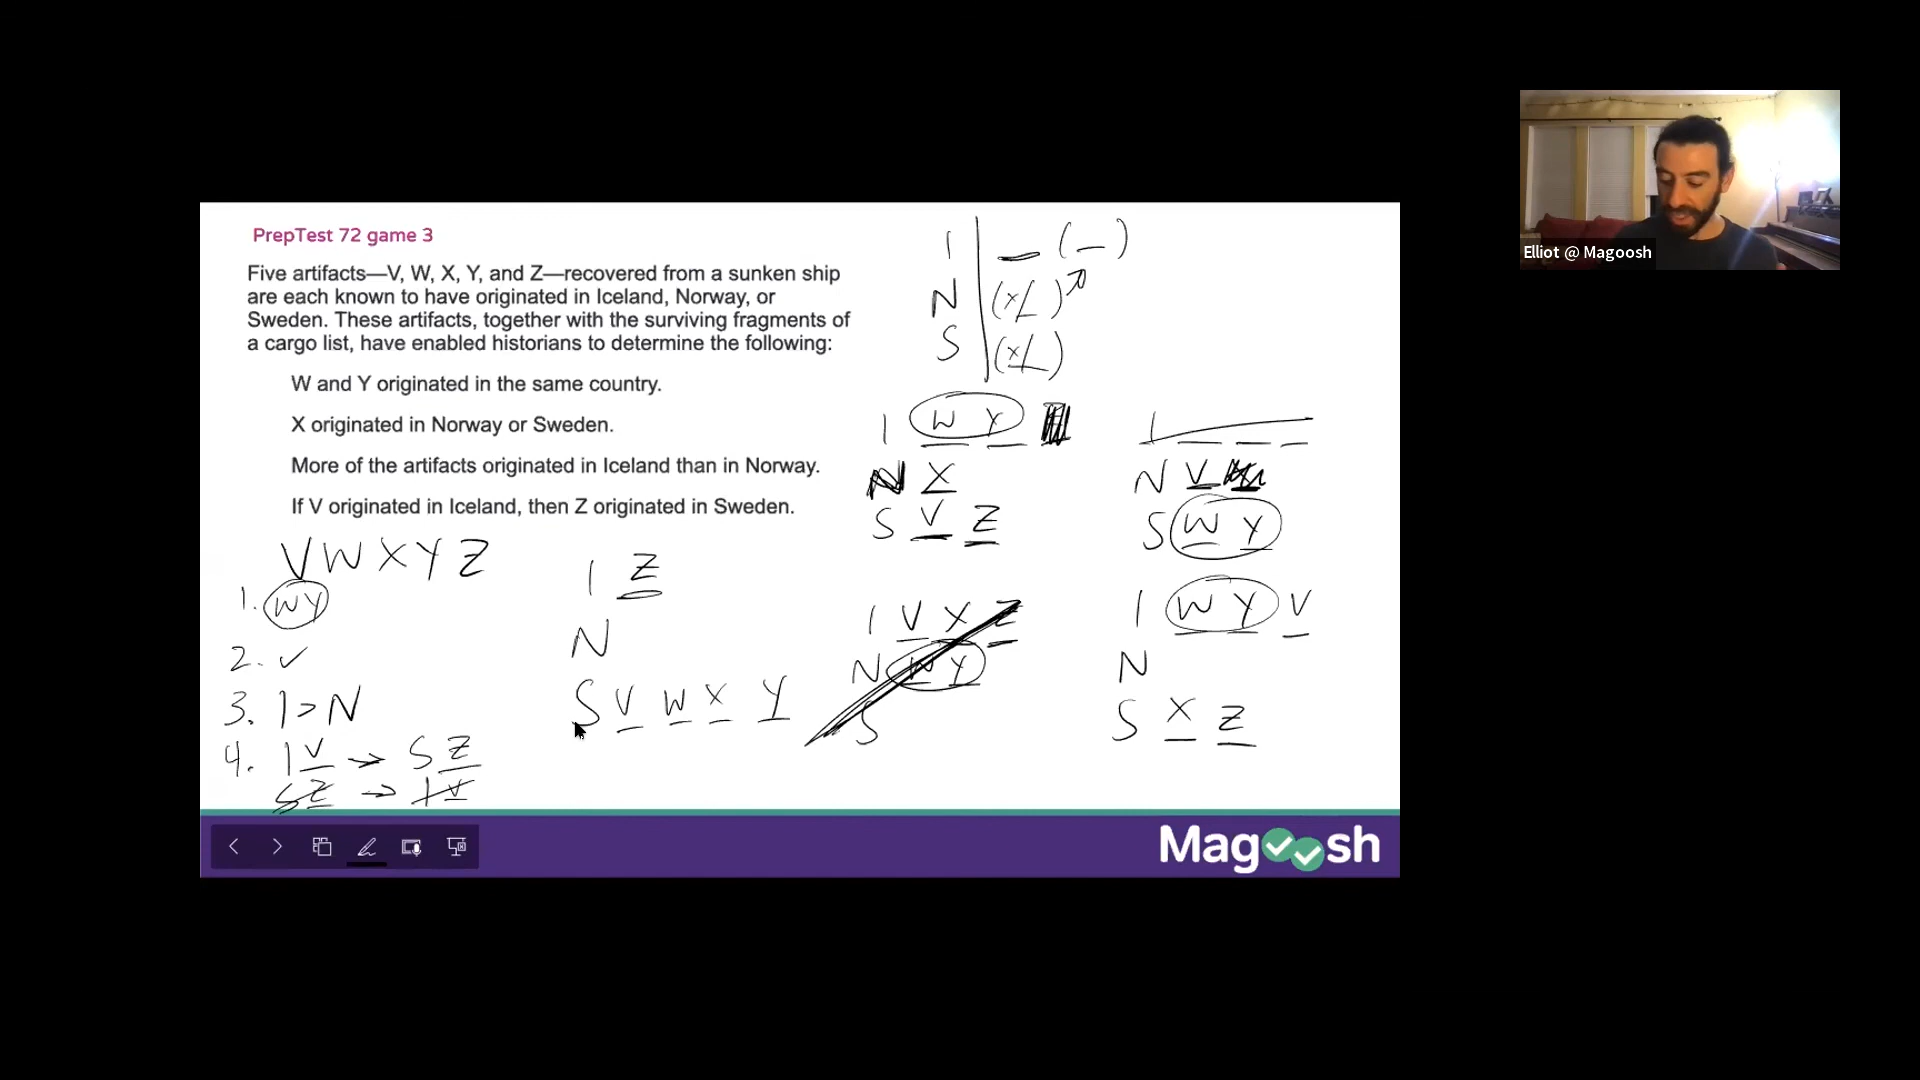 PrepTest 72 game 3
Five artifacts—V, W, X, Y, and Z—recovered from a sunken ship
are each known to have originated in Iceland, Norway, or
Sweden. These artifacts, together with the surviving fragments of
a cargo list, have enabled historians to determine the following:
W and Y originated in the same country.
X originated in Norway or Sweden.
More of the artifacts originated in Iceland than in Norway.
If V originated in Iceland, then Z originated in Sweden.
V W X Y Z
1. WY
2. ✓
3. I > N
4. I V → S Z
S Z → I V
I Z
N
S V W X Y
I _ (_)
N (x/_)
S (x/_)
I W Y
N X
S V Z
I V X Z
N W Y
S
I _ _ _
N V
S W Y
I W Y V
N
S X Z
Magoosh
Elliot @ Magoosh